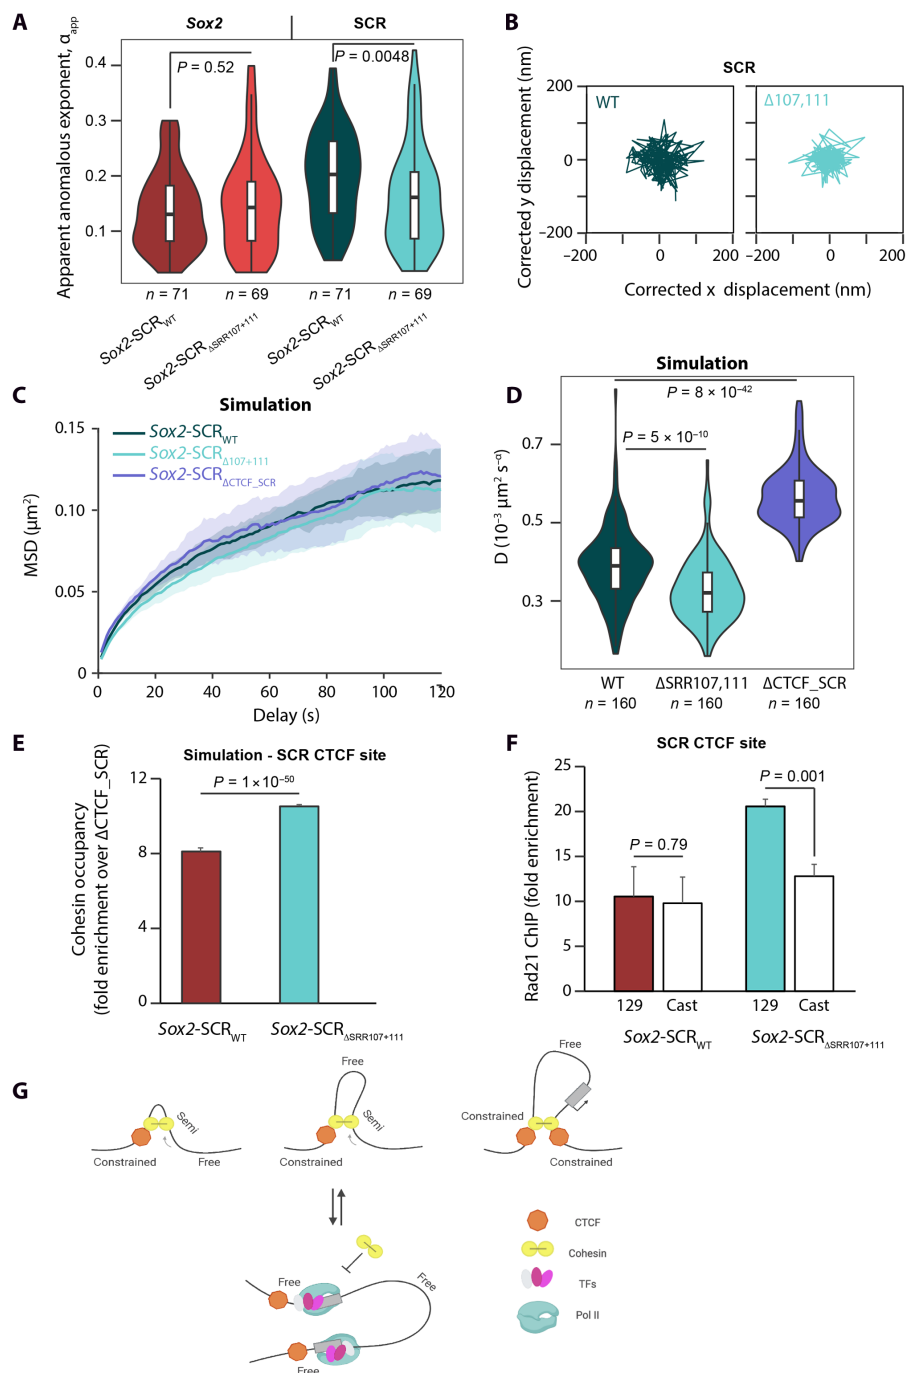 A
Sox2
SCR
Apparent anomalous exponent, αapp
0.4
0.3
0.2
0.1
P = 0.52
P = 0.0048
n = 71
n = 69
n = 71
n = 69
Sox2-SCRWT
Sox2-SCRΔSRR107+111
Sox2-SCRWT
Sox2-SCRΔSRR107+111
B
SCR
Corrected y displacement (nm)
200
0
−200
WT
Δ107,111
−200
0
200
−200
0
200
Corrected x displacement (nm)
C
Simulation
MSD (μm²)
0.15
0.10
0.05
0
Sox2-SCRWT
Sox2-SCRΔ107+111
Sox2-SCRΔCTCF_SCR
0
20
40
60
80
100
120
Delay (s)
D
Simulation
D (10⁻³ μm² s⁻ᵅ)
0.7
0.5
0.3
P = 8 × 10⁻⁴²
P = 5 × 10⁻¹⁰
WT
n = 160
ΔSRR107,111
n = 160
ΔCTCF_SCR
n = 160
E
Simulation - SCR CTCF site
Cohesin occupancy
(fold enrichment over ΔCTCF_SCR)
12
8
4
0
P = 1 × 10⁻⁵⁰
Sox2-SCRWT
Sox2-SCRΔSRR107+111
F
SCR CTCF site
Rad21 ChIP (fold enrichment)
25
20
15
10
5
0
P = 0.79
P = 0.001
129
Cast
129
Cast
Sox2-SCRWT
Sox2-SCRΔSRR107+111
G
Semi
Constrained
Free
Free
Semi
Constrained
Free
Free
Constrained
Constrained
Free
Free
Free
CTCF
Cohesin
TFs
Pol II